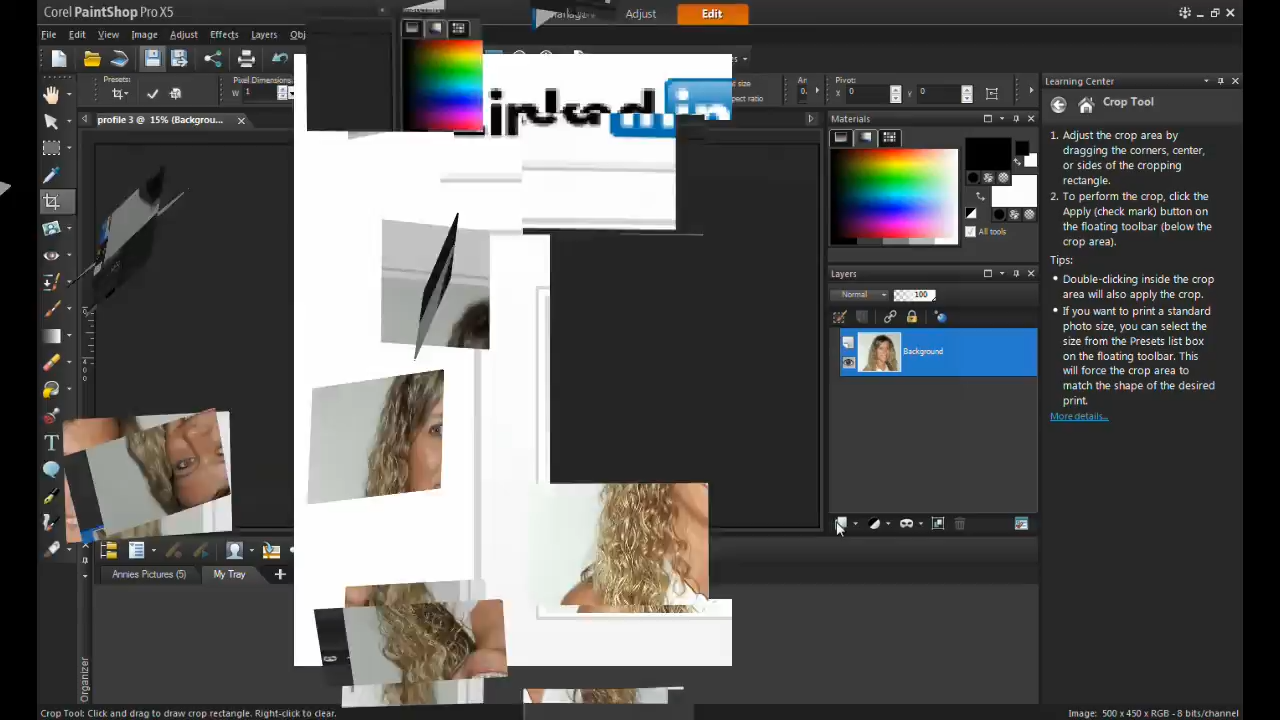 Corel PaintShop Pro X5
Adjust
Edit
File Edit View Image Adjust Effects Layers
Presets:
Pixel Dimensions
W 1
Pivot:
X 0 Y 0
profile 3 @ 15% (Backgrou...
Materials
All tools
Layers
Normal 100
Background
Learning Center
Crop Tool
1. Adjust the crop area by
dragging the corners, center,
or sides of the cropping
rectangle.
2. To perform the crop, click the
Apply (check mark) button on
the floating toolbar (below the
crop area).
Tips:
• Double-clicking inside the crop
area will also apply the crop.
• If you want to print a standard
photo size, you can select the
size from the Presets list box
on the floating toolbar. This
will force the crop area to
match the shape of the desired
print.
More details...
Annies Pictures (5) My Tray
Organizer
Crop Tool: Click and drag to draw crop rectangle. Right-click to clear.
Image: 500 x 450 x RGB - 8 bits/channel